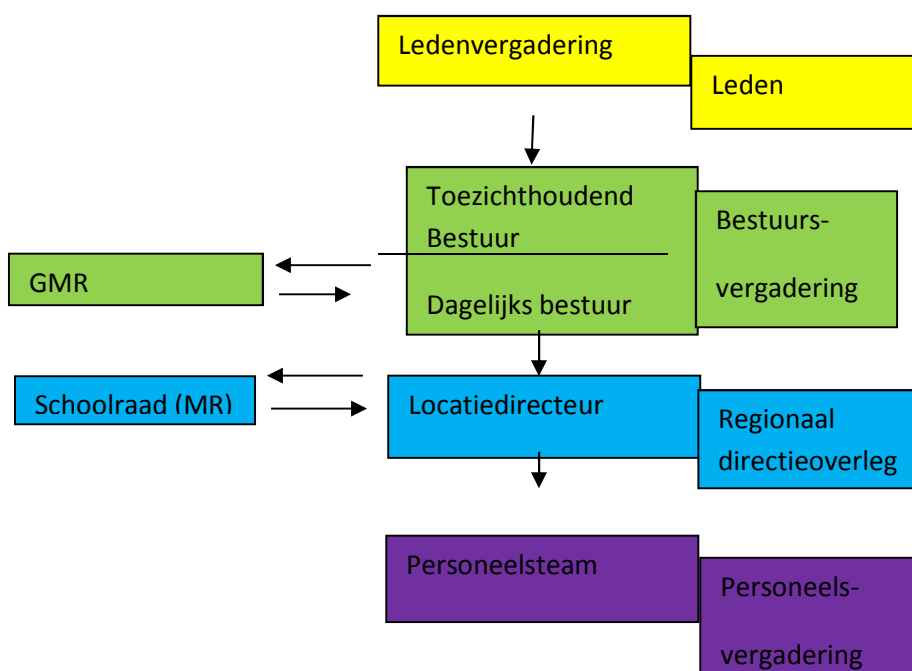 Ledenvergadering
Leden
Toezichthoudend
Bestuur
Dagelijks bestuur
Bestuurs-
vergadering
GMR
Schoolraad (MR)
Locatiedirecteur
Regionaal
directieoverleg
Personeelsteam
Personeels-
vergadering